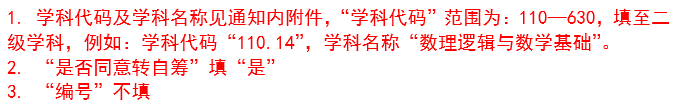 1. 学科代码及学科名称见通知内附件，“学科代码”范围为：110—630，填至二
级学科，例如：学科代码“110.14”，学科名称“数理逻辑与数学基础”。
2. “是否同意转自筹”填“是”
3. “编号”不填